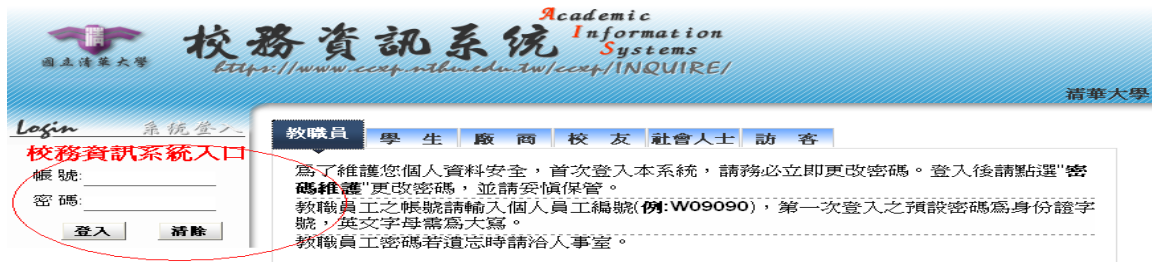 國立清華大學
校務資訊系統
Academic
Information
Systems
https://www.ccxp.nthu.edu.tw/ccxp/INQUIRE/
清華大學
Login 系統登入
校務資訊系統入口
帳號:
密碼:
登入 清除
教職員 學 生 廠 商 校 友 社會人士 訪 客
為了維護您個人資料安全，首次登入本系統，請務必立即更改密碼。登入後請點選"密
碼維護"更改密碼，並請妥慎保管。
教職員工之帳號請輸入個人員工編號(例:W09090)，第一次登入之預設密碼為身份證字
號，英文字母需為大寫。
教職員工密碼若遺忘時請洽人事室。